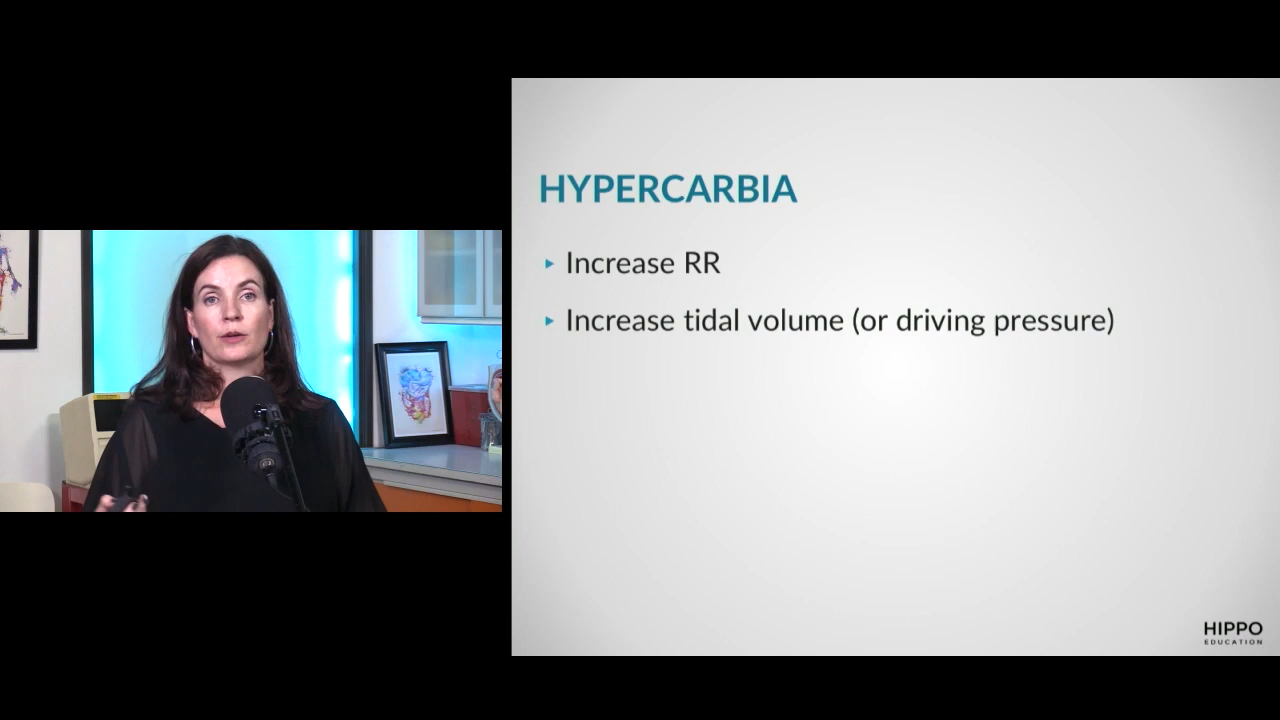 HYPERCARBIA
▸ Increase RR
▸ Increase tidal volume (or driving pressure)
HIPPO
EDUCATION